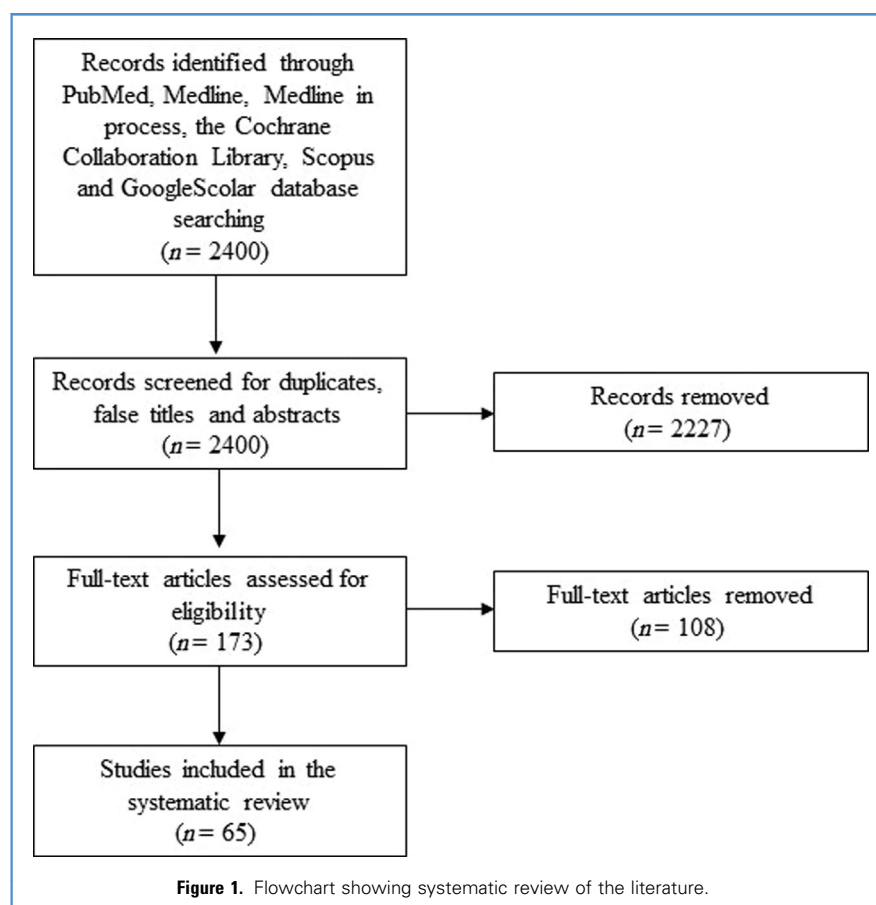 Records identified through
PubMed, Medline, Medline in
process, the Cochrane
Collaboration Library, Scopus
and GoogleScolar database
searching
(n= 2400)
Records screened for duplicates,
false titles and abstracts
(n= 2400)
Records removed
(n= 2227)
Full-text articles assessed for
eligibility
(n= 173)
Full-text articles removed
(n= 108)
Studies included in the
systematic review
(n= 65)
Figure 1. Flowchart showing systematic review of the literature.